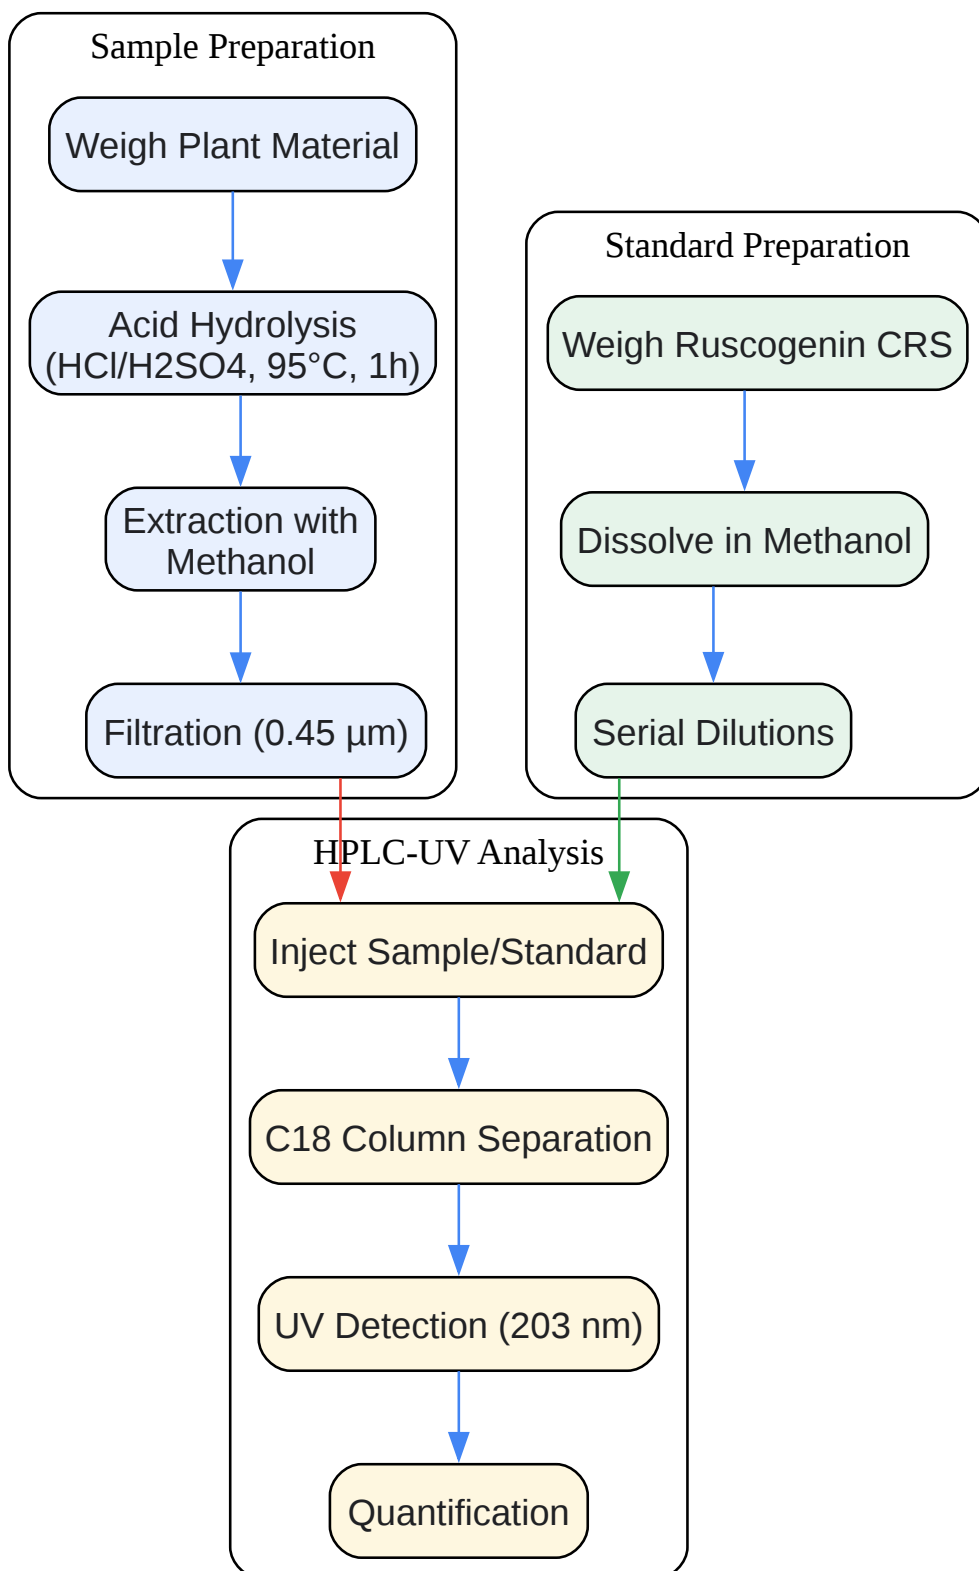 Sample Preparation
Weigh Plant Material
Acid Hydrolysis
(HCl/H2SO4, 95°C, 1h)
Extraction with
Methanol
Filtration (0.45 µm)
Standard Preparation
Weigh Ruscogenin CRS
Dissolve in Methanol
Serial Dilutions
HPLC-UV Analysis
Inject Sample/Standard
C18 Column Separation
UV Detection (203 nm)
Quantification